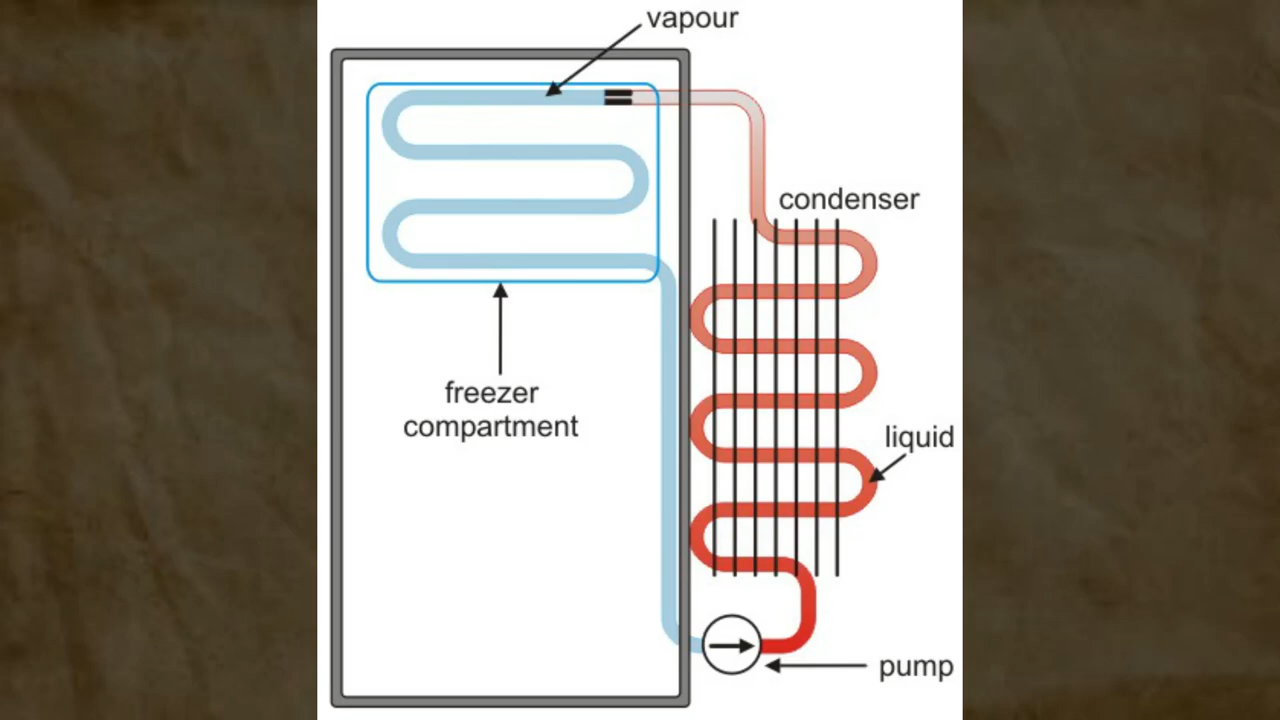 vapour
condenser
freezer
compartment
liquid
pump